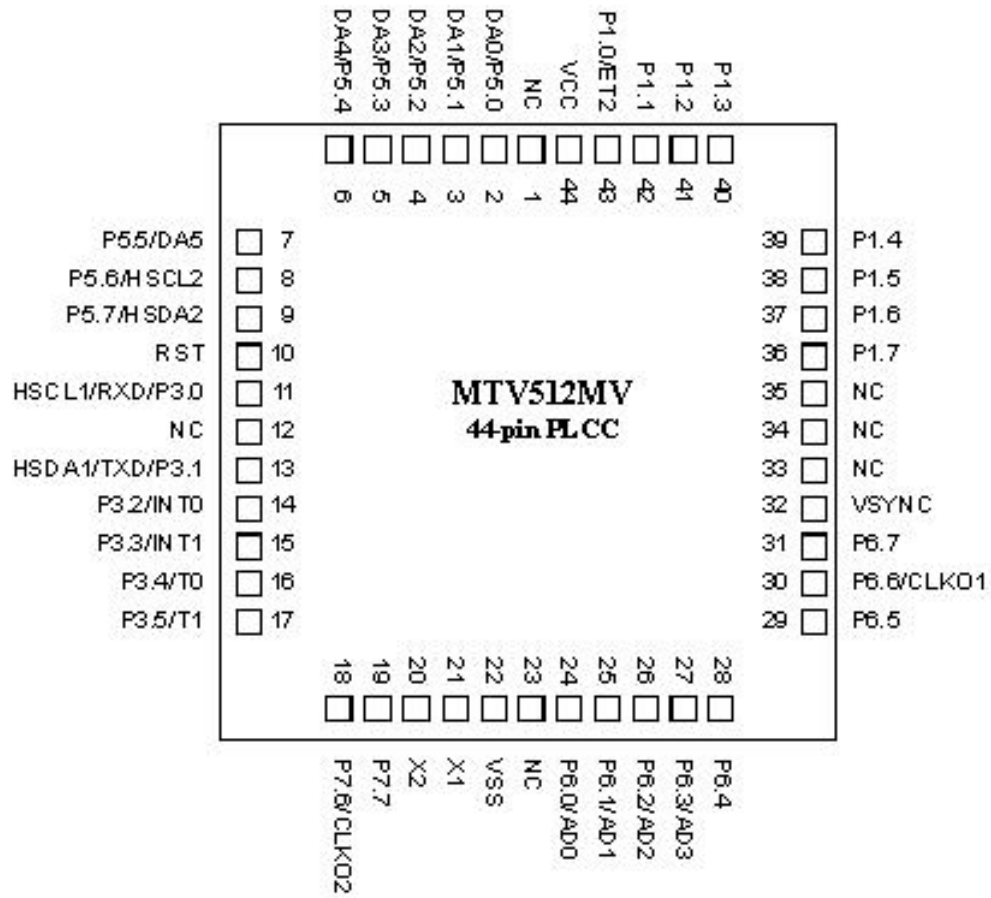 DA4/P5.4
DA3/P5.3
DA2/P5.2
DA1/P5.1
DA0/P5.0
NC
VCC
P1.0/ET2
P1.1
P1.2
P1.3
6
5
4
3
2
1
44
43
42
41
40
P5.5/DA5 7
P5.6/HSCL2 8
P5.7/HSDA2 9
RST 10
HSCL1/RXD/P3.0 11
NC 12
HSDA1/TXD/P3.1 13
P3.2/INT0 14
P3.3/INT1 15
P3.4/T0 16
P3.5/T1 17
MTV512MV
44-pin PLCC
39 P1.4
38 P1.5
37 P1.6
36 P1.7
35 NC
34 NC
33 NC
32 VSYNC
31 P6.7
30 P6.6/CLKO1
29 P6.5
18
19
20
21
22
23
24
25
26
27
28
P7.6/CLKO2
P7.7
X2
X1
VSS
NC
P6.0/AD0
P6.1/AD1
P6.2/AD2
P6.3/AD3
P6.4